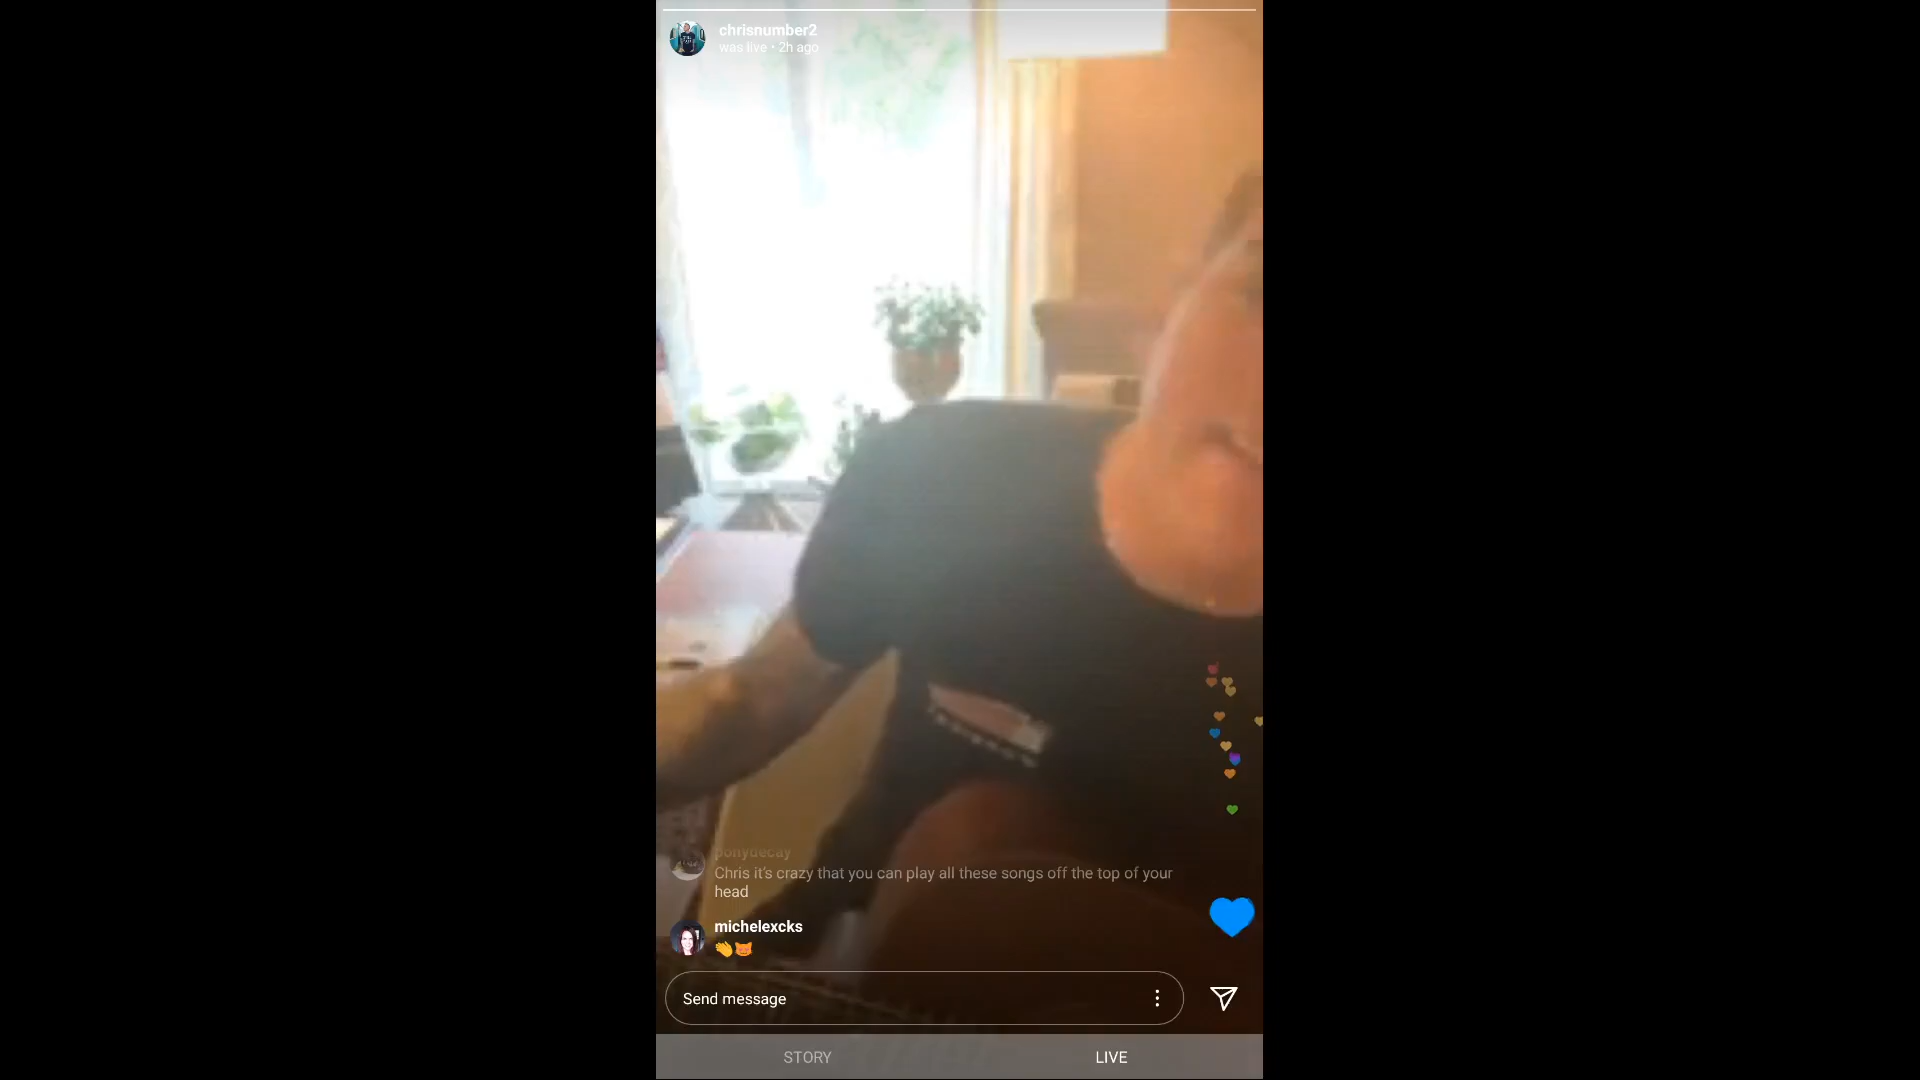 chrisnumber2
was live • 2h ago
ponydecay
Chris it's crazy that you can play all these songs off the top of your
head
michelexcks
👏😺
Send message
STORY
LIVE